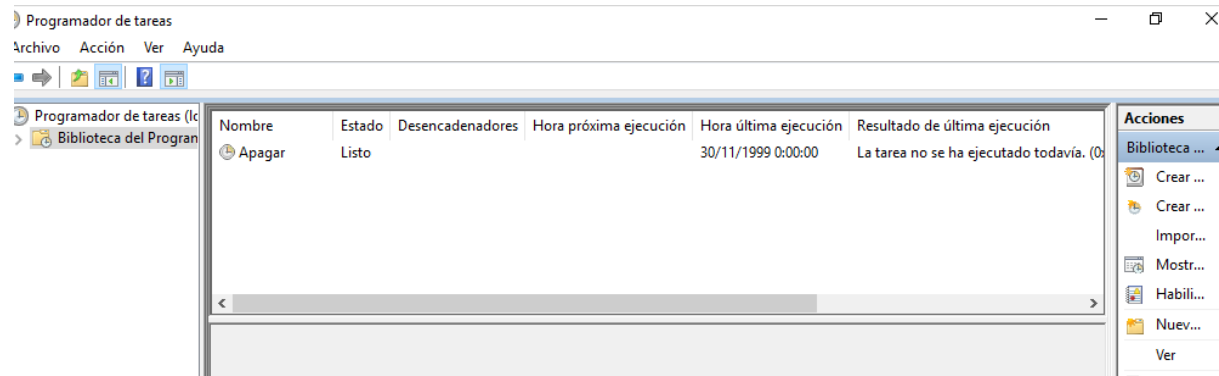 Programador de tareas
Archivo Acción Ver Ayuda
Programador de tareas (lc
Biblioteca del Progran
Nombre Estado Desencadenadores Hora próxima ejecución Hora última ejecución Resultado de última ejecución
Apagar Listo 30/11/1999 0:00:00 La tarea no se ha ejecutado todavía. (0
Acciones
Biblioteca ...
Crear ...
Crear ...
Impor...
Mostr...
Habili...
Nuev...
Ver